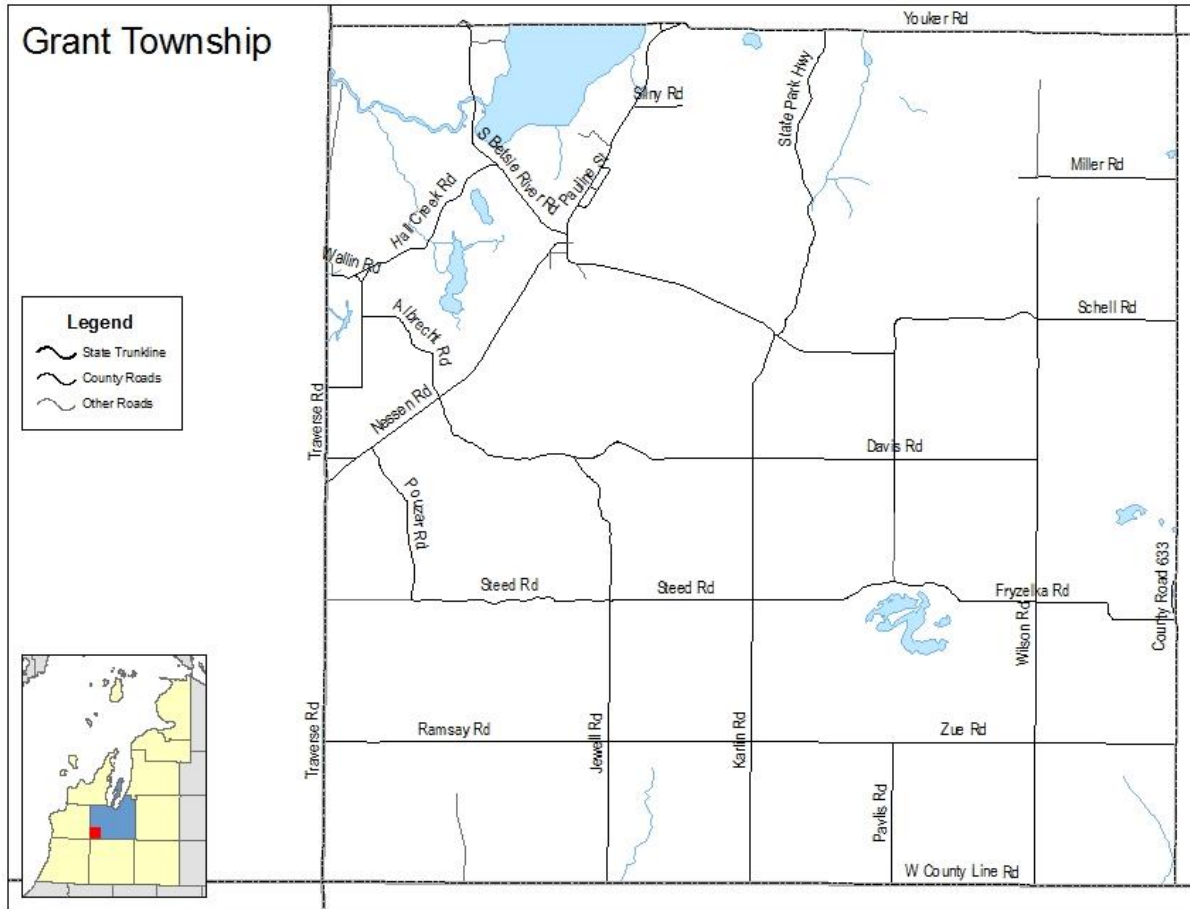 Grant Township
Youker Rd
State Park Hwy
Silny Rd
S Betsie River Rd
Pauline St
Miller Rd
Hall Creek Rd
Wallin Rd
Albrecht Rd
Schell Rd
Legend
State Trunkline
County Roads
Other Roads
Traverse Rd
Nessen Rd
Davis Rd
Pouzar Rd
Steed Rd
Steed Rd
Fryzelka Rd
County Road 633
Wilson Rd
Traverse Rd
Ramsay Rd
Jewell Rd
Karlin Rd
Zue Rd
Pavlis Rd
W County Line Rd